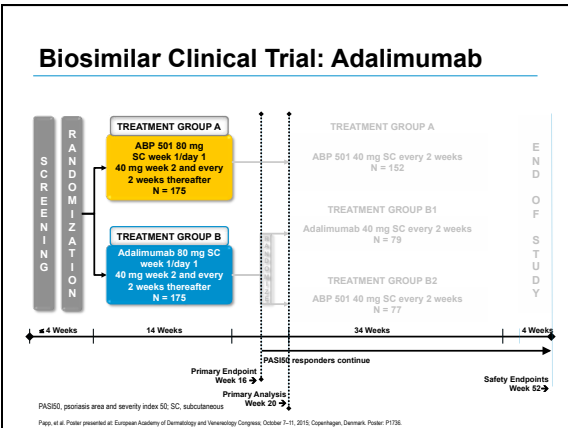 Biosimilar Clinical Trial: Adalimumab
SCREENING
RANDOMIZATION
TREATMENT GROUP A
ABP 501 80 mg
SC week 1/day 1
40 mg week 2 and every
2 weeks thereafter
N = 175
TREATMENT GROUP B
Adalimumab 80 mg SC
week 1/day 1
40 mg week 2 and every
2 weeks thereafter
N = 175
RANDOMIZE
TREATMENT GROUP A
ABP 501 40 mg SC every 2 weeks
N = 152
TREATMENT GROUP B1
Adalimumab 40 mg SC every 2 weeks
N = 79
TREATMENT GROUP B2
ABP 501 40 mg SC every 2 weeks
N = 77
END OF STUDY
≤ 4 Weeks
14 Weeks
34 Weeks
4 Weeks
PASI50 responders continue
Primary Endpoint
Week 16 →
Primary Analysis
Week 20 →
Safety Endpoints
Week 52→
PASI50, psoriasis area and severity index 50; SC, subcutaneous
Papp, et al. Poster presented at: European Academy of Dermatology and Venereology Congress; October 7–11, 2015; Copenhagen, Denmark. Poster: P1736.